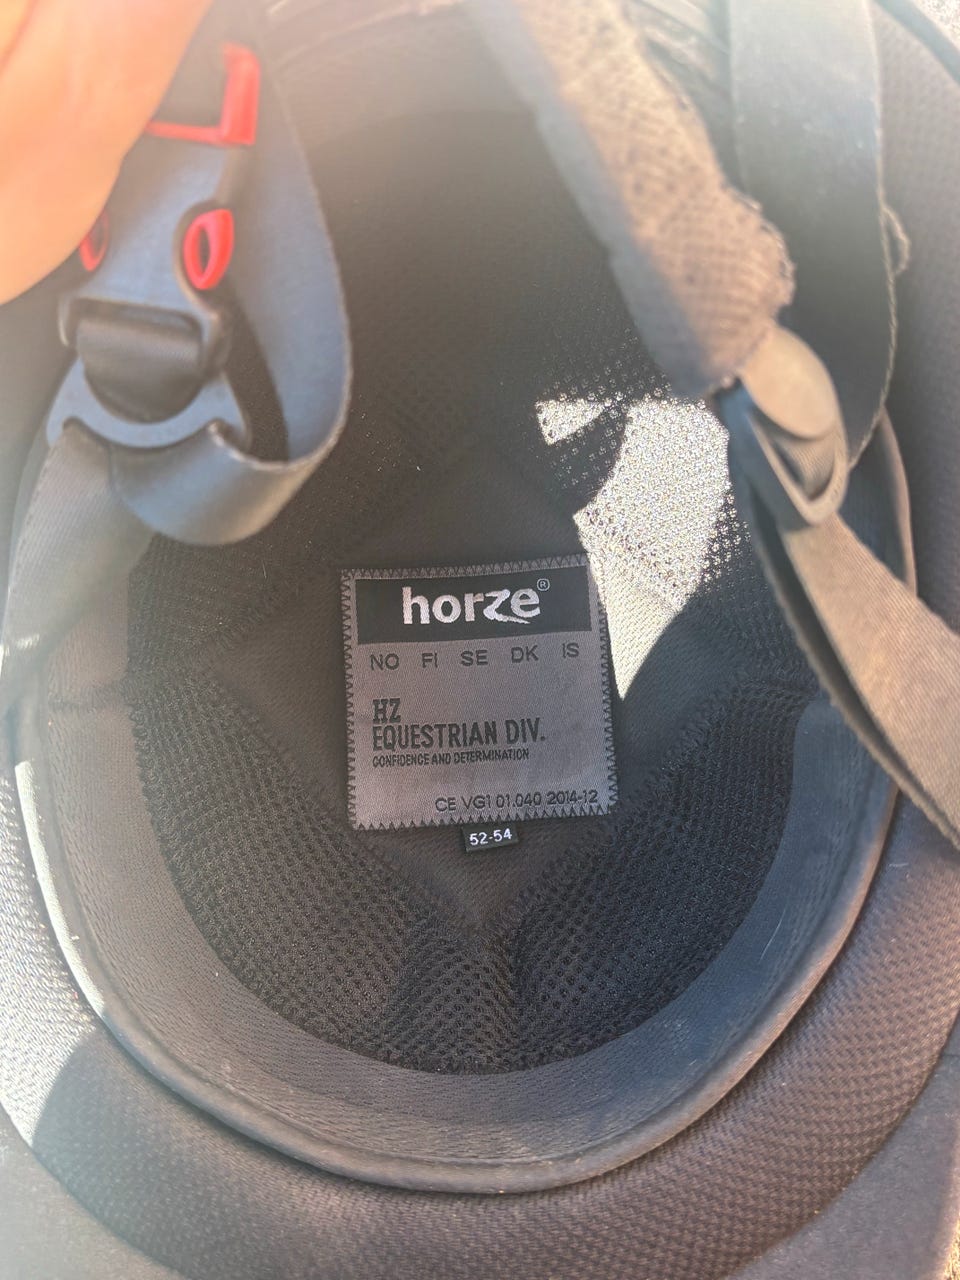 horze®
NO FI SE DK IS
HZ
EQUESTRIAN DIV.
CONFIDENCE AND DETERMINATION
CE VG1 01.040 2014-12
52-54